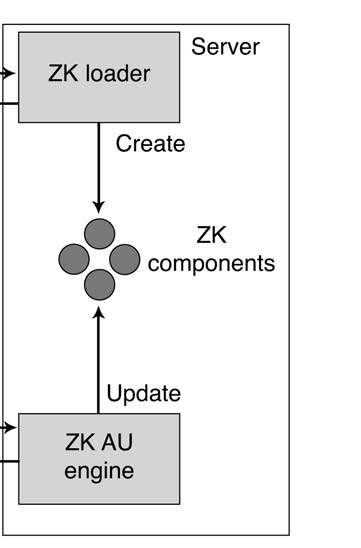 Server
ZK loader
Create
ZK
components
Update
ZK AU
engine